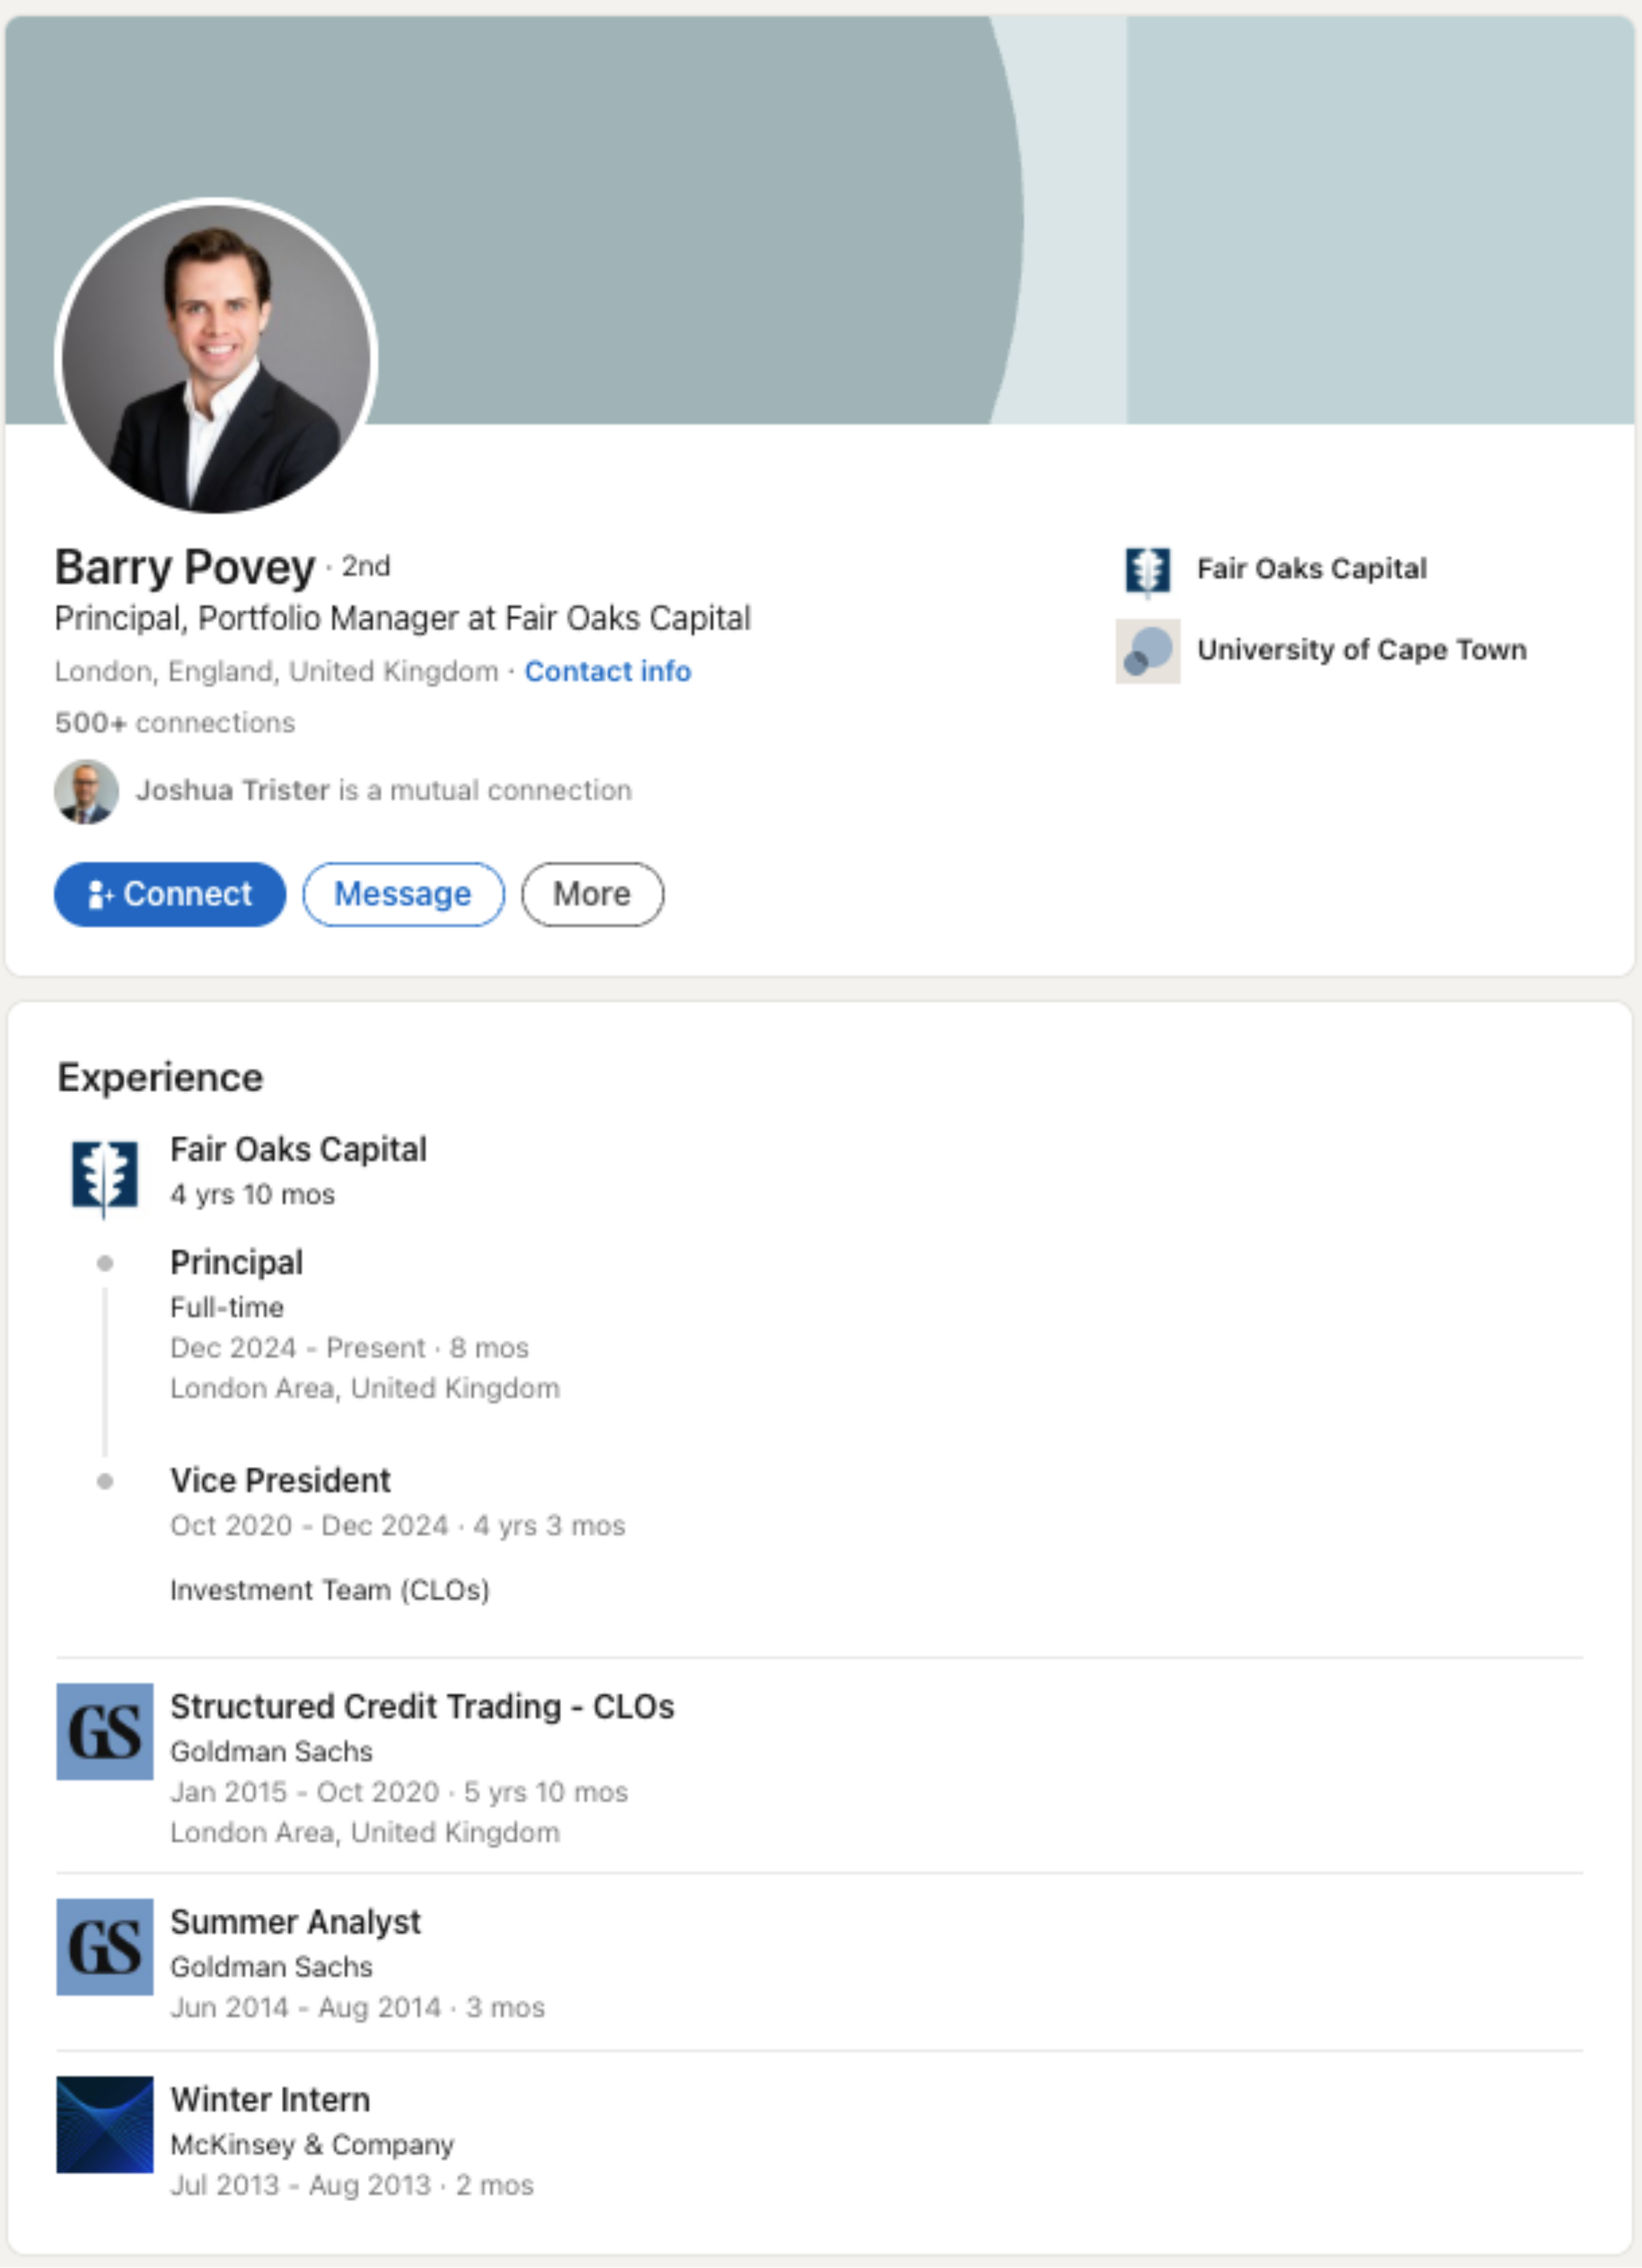 Barry Povey · 2nd
Principal, Portfolio Manager at Fair Oaks Capital
London, England, United Kingdom · Contact info
500+ connections
Joshua Trister is a mutual connection
Connect
Message
More
Fair Oaks Capital
University of Cape Town
Experience
Fair Oaks Capital
4 yrs 10 mos
Principal
Full-time
Dec 2024 - Present · 8 mos
London Area, United Kingdom
Vice President
Oct 2020 - Dec 2024 · 4 yrs 3 mos
Investment Team (CLOs)
GS
Structured Credit Trading - CLOs
Goldman Sachs
Jan 2015 - Oct 2020 · 5 yrs 10 mos
London Area, United Kingdom
GS
Summer Analyst
Goldman Sachs
Jun 2014 - Aug 2014 · 3 mos
Winter Intern
McKinsey & Company
Jul 2013 - Aug 2013 · 2 mos